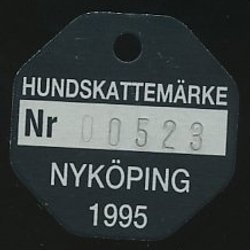 HUNDSKATTEMÄRKE
Nr 00523
NYKÖPING
1995